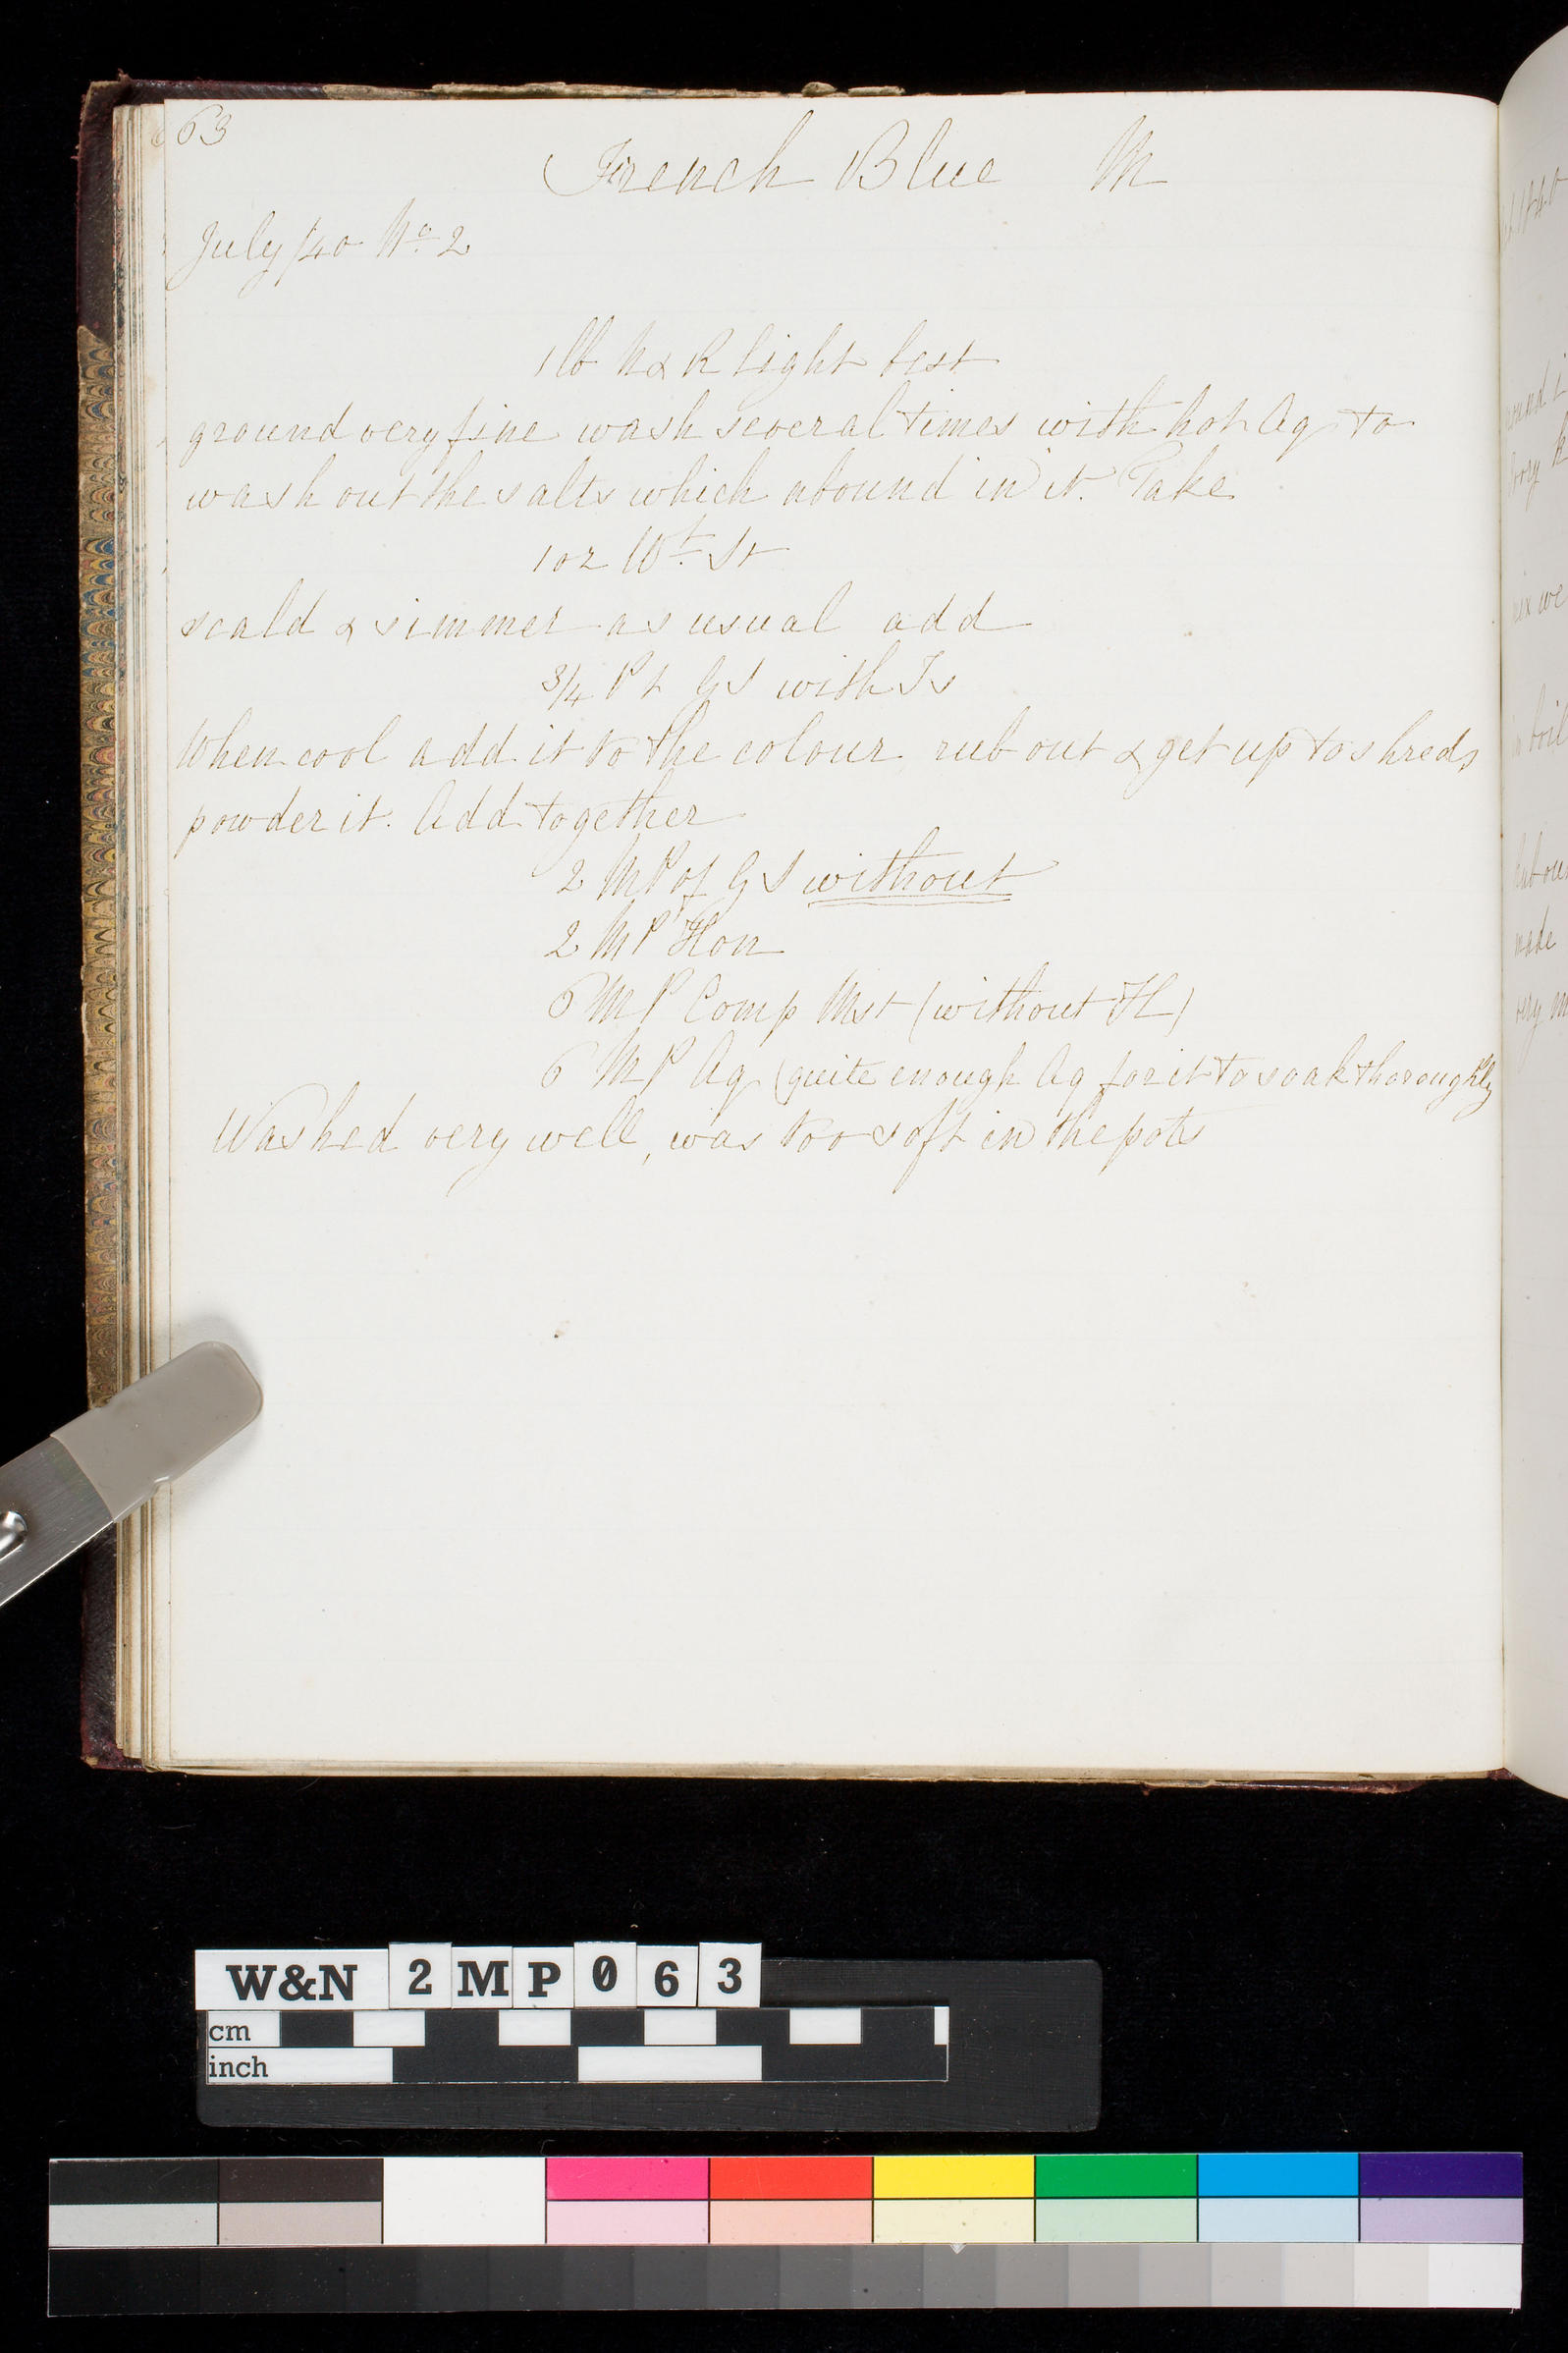 63
French Blue M
July /40 No. 2
1lb N & R light best
ground very fine wash several times with hot Aq to
wash out the salts which abound in it. Take
1oz Wt. St
scald & simmer as usual add
3/4 Pt GS with Ts
When cool add it to the colour, rub out & get up to shreds
powder it. Add together
2 MP of GS without
2 MP Hon
6 MP Comp Mst (without H)
6 MP Aq (quite enough Aq for it to soak thoroughly
Washed very well, was too soft in the pots
boil
made
W&N 2MP063
cm
inch